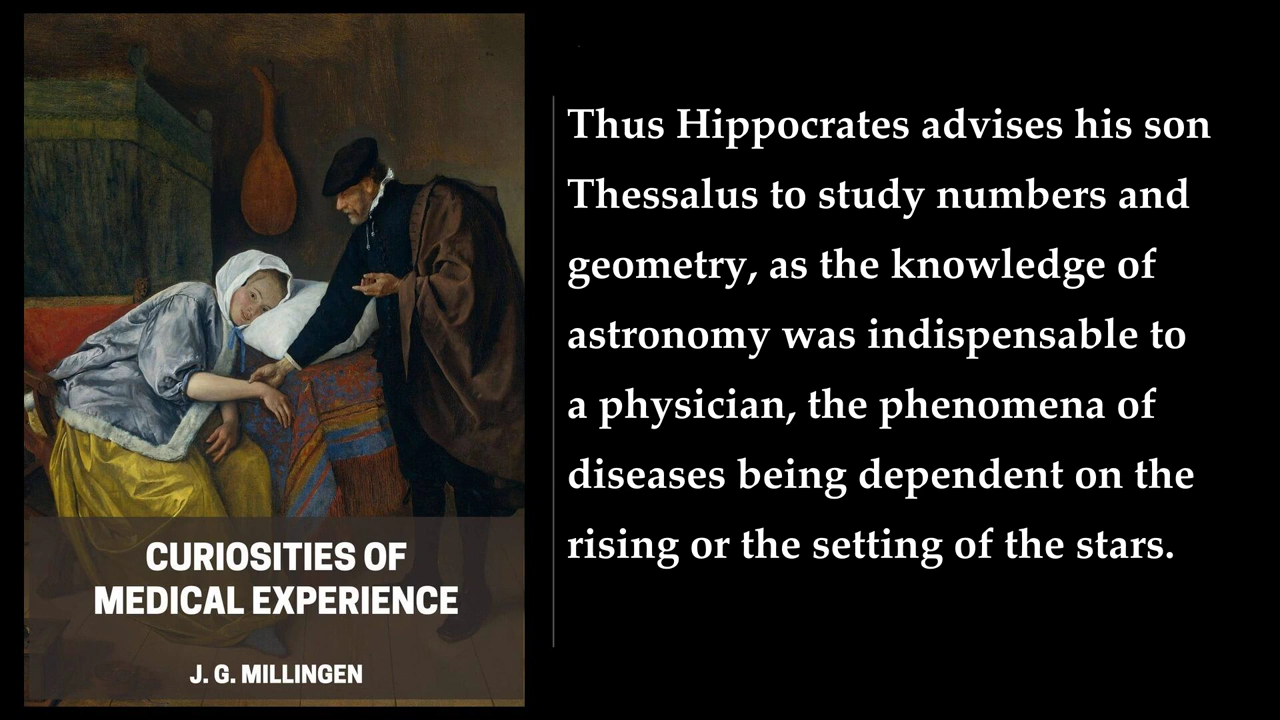 CURIOSITIES OF
MEDICAL EXPERIENCE
J. G. MILLINGEN
Thus Hippocrates advises his son
Thessalus to study numbers and
geometry, as the knowledge of
astronomy was indispensable to
a physician, the phenomena of
diseases being dependent on the
rising or the setting of the stars.